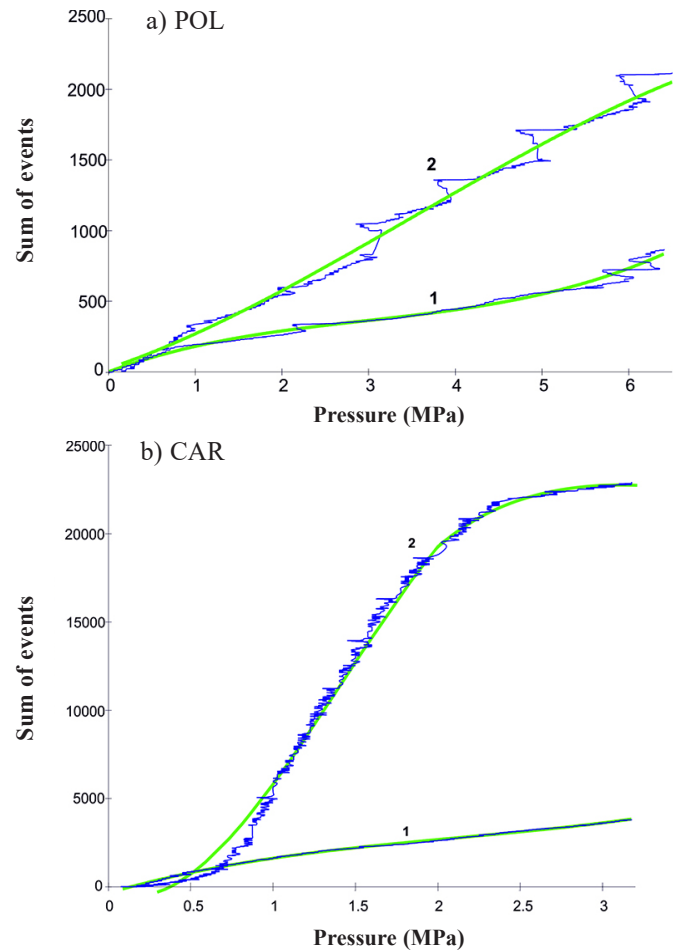 a) POL
2500
2000
1500
1000
500
0
Sum of events
2
1
0 1 2 3 4 5 6
Pressure (MPa)
b) CAR
25000
20000
15000
10000
5000
0
Sum of events
2
1
0 0.5 1 1.5 2 2.5 3
Pressure (MPa)